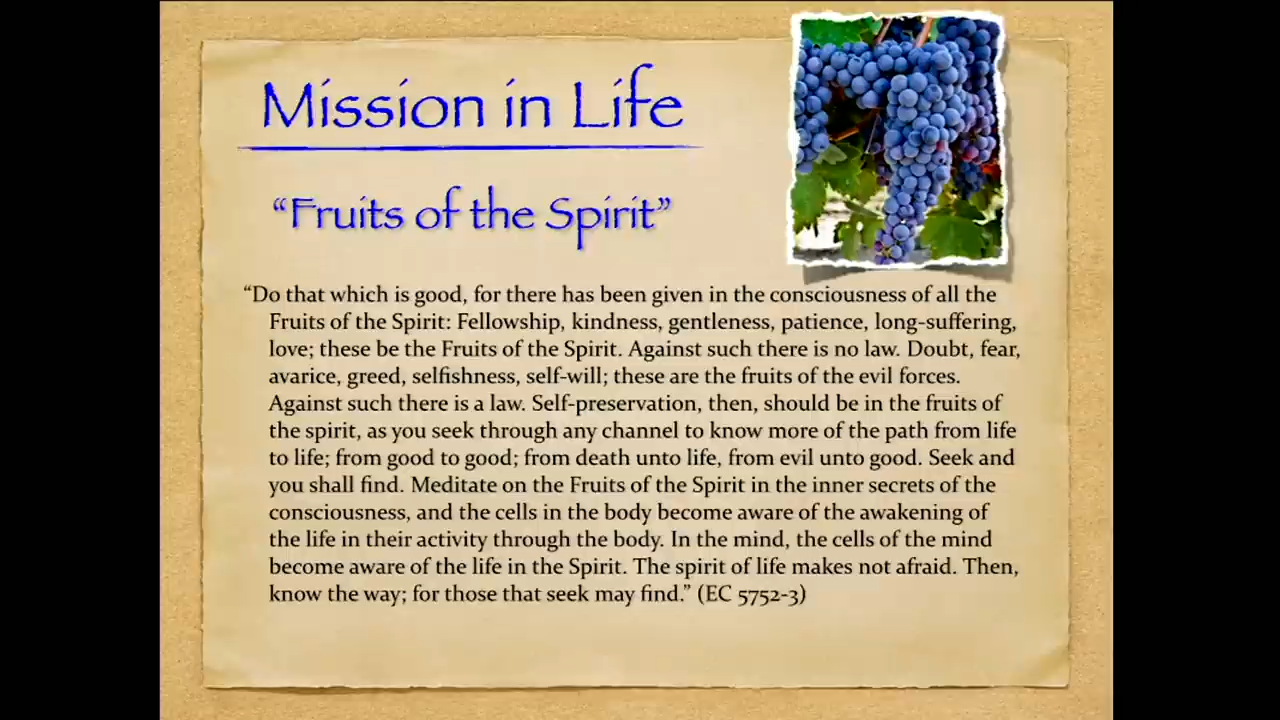 Mission in Life
“Fruits of the Spirit”
“Do that which is good, for there has been given in the consciousness of all the
Fruits of the Spirit: Fellowship, kindness, gentleness, patience, long-suffering,
love; these be the Fruits of the Spirit. Against such there is no law. Doubt, fear,
avarice, greed, selfishness, self-will; these are the fruits of the evil forces.
Against such there is a law. Self-preservation, then, should be in the fruits of
the spirit, as you seek through any channel to know more of the path from life
to life; from good to good; from death unto life, from evil unto good. Seek and
you shall find. Meditate on the Fruits of the Spirit in the inner secrets of the
consciousness, and the cells in the body become aware of the awakening of
the life in their activity through the body. In the mind, the cells of the mind
become aware of the life in the Spirit. The spirit of life makes not afraid. Then,
know the way; for those that seek may find.” (EC 5752-3)